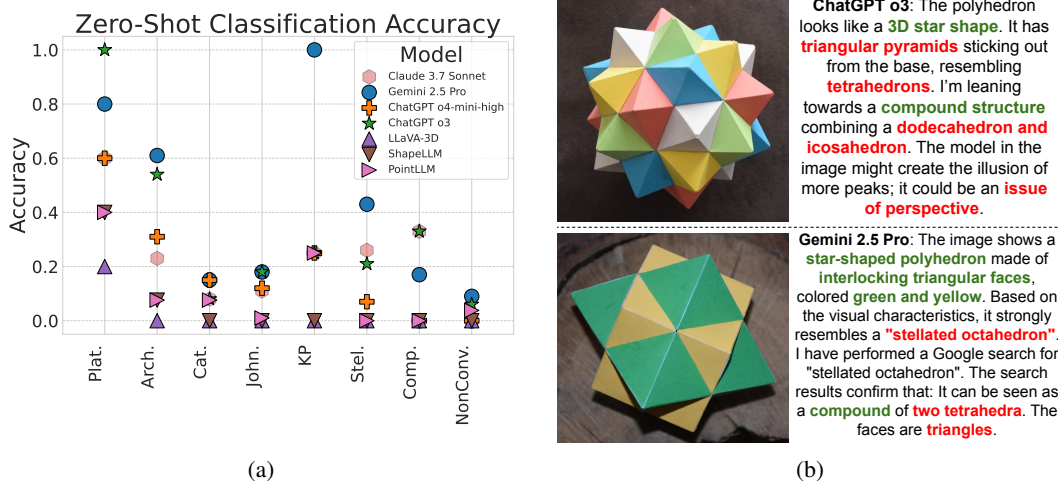 Zero-Shot Classification Accuracy
Accuracy
1.0
0.8
0.6
0.4
0.2
0.0
Model
Claude 3.7 Sonnet
Gemini 2.5 Pro
ChatGPT o4-mini-high
ChatGPT o3
LLaVA-3D
ShapeLLM
PointLLM
Plat.
Arch.
Cat.
John.
KP
Stel.
Comp.
NonConv.
(a)
ChatGPT o3: The polyhedron
looks like a 3D star shape. It has
triangular pyramids sticking out
from the base, resembling
tetrahedrons. I'm leaning
towards a compound structure
combining a dodecahedron and
icosahedron. The model in the
image might create the illusion of
more peaks; it could be an issue
of perspective.
Gemini 2.5 Pro: The image shows a
star-shaped polyhedron made of
interlocking triangular faces,
colored green and yellow. Based on
the visual characteristics, it strongly
resembles a "stellated octahedron".
I have performed a Google search for
"stellated octahedron". The search
results confirm that: It can be seen as
a compound of two tetrahedra. The
faces are triangles.
(b)